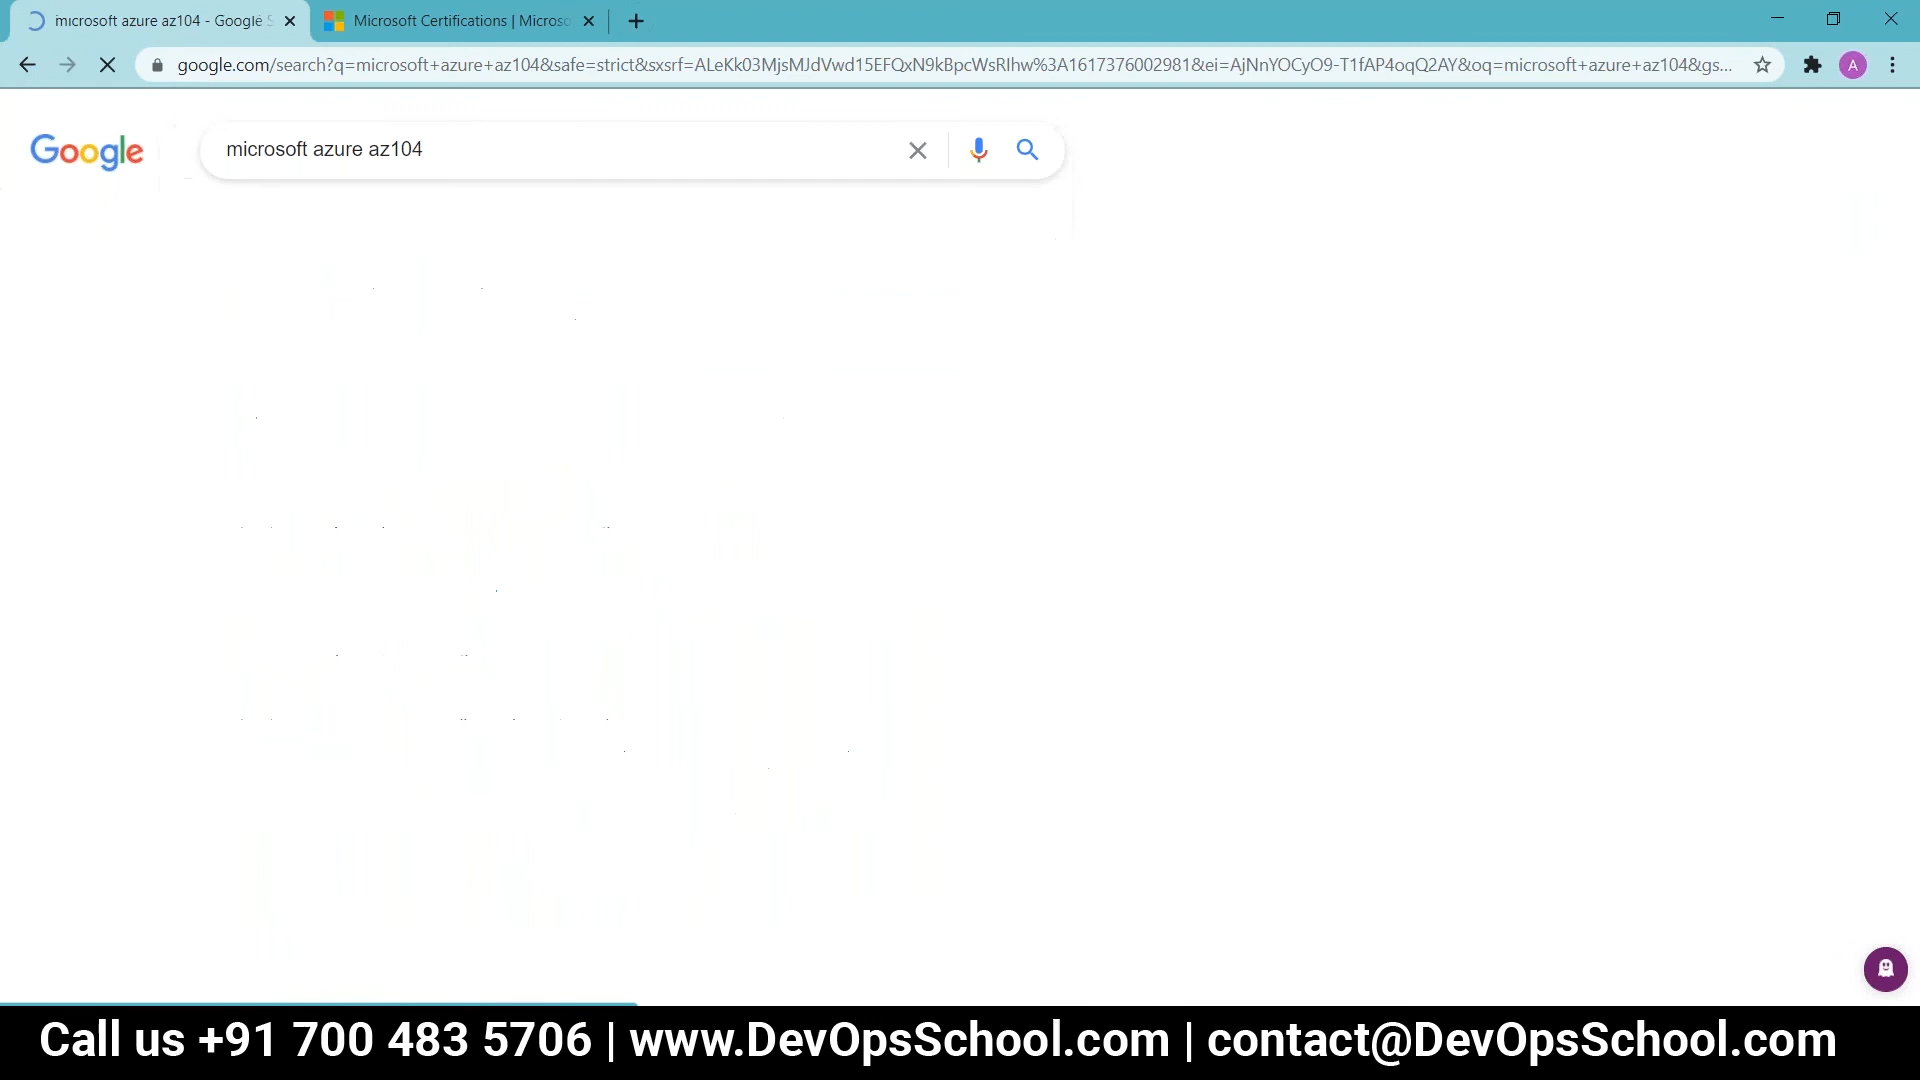 microsoft azure az104 - Google S
Microsoft Certifications | Microso
google.com/search?q=microsoft+azure+az104&safe=strict&sxsrf=ALeKk03MjsMJdVwd15EFQxN9kBpcWsRIhw%3A1617376002981&ei=AjNnYOCyO9-T1fAP4oqQ2AY&oq=microsoft+azure+az104&gs...
A
Google
microsoft azure az104
Call us +91 700 483 5706 | www.DevOpsSchool.com | contact@DevOpsSchool.com